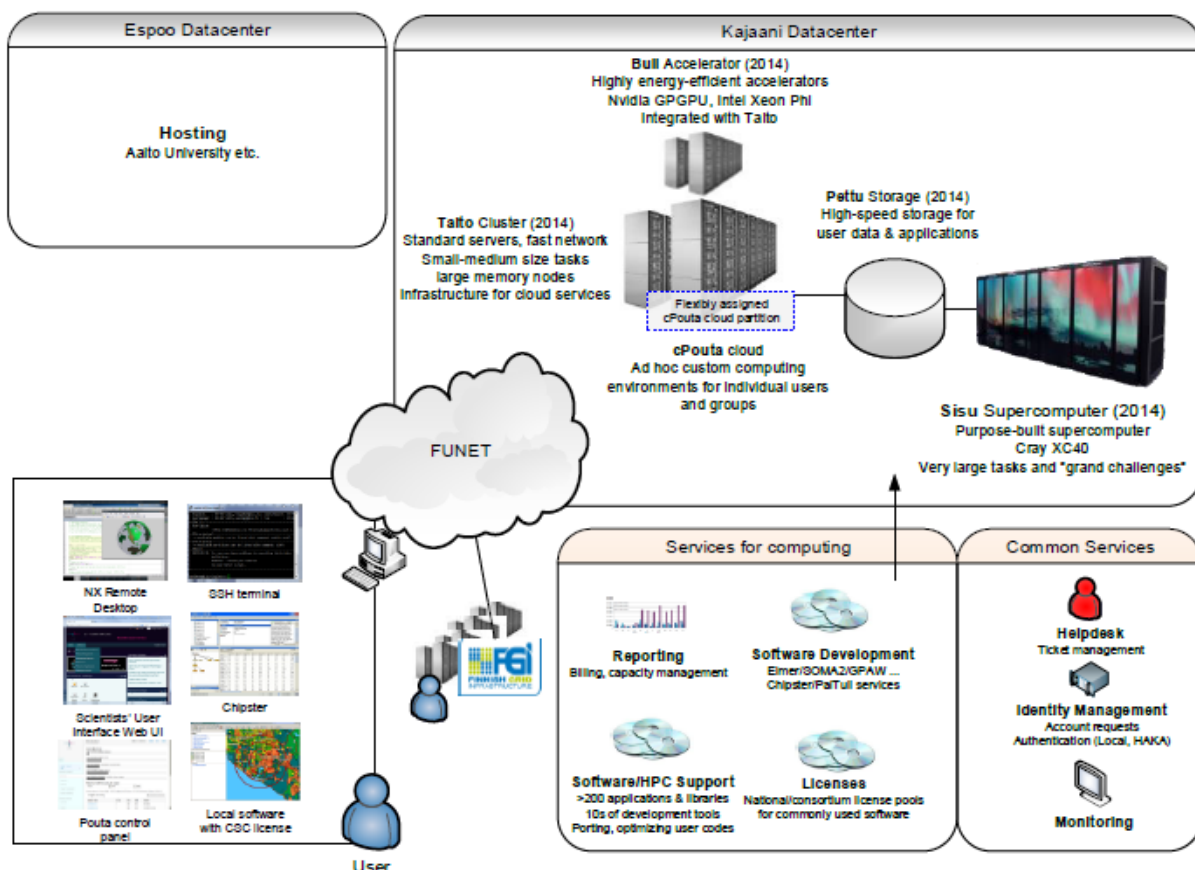 Espoo Datacenter
Hosting
Aalto University etc.
Kajaani Datacenter
Bull Accelerator (2014)
Highly energy-efficient accelerators
Nvidia GPGPU, Intel Xeon Phi
Integrated with Taito
Taito Cluster (2014)
Standard servers, fast network
Small-medium size tasks
large memory nodes
Infrastructure for cloud services
Flexibly assigned
cPouta cloud partition
cPouta cloud
Ad hoc custom computing
environments for individual users
and groups
Pettu Storage (2014)
High-speed storage for
user data & applications
Sisu Supercomputer (2014)
Purpose-built supercomputer
Cray XC40
Very large tasks and "grand challenges"
FUNET
NX Remote
Desktop
SSH terminal
Scientists' User
Interface Web UI
Chipster
Pouta control
panel
Local software
with CSC license
User
FGI
FINNISH GRID
INFRASTRUCTURE
Services for computing
Reporting
Billing, capacity management
Software Development
Elmer/SOMA2/GPAW ...
Chipster/PaITuli services
Software/HPC Support
>200 applications & libraries
10s of development tools
Porting, optimizing user codes
Licenses
National/consortium license pools
for commonly used software
Common Services
Helpdesk
Ticket management
Identity Management
Account requests
Authentication (Local, HAKA)
Monitoring